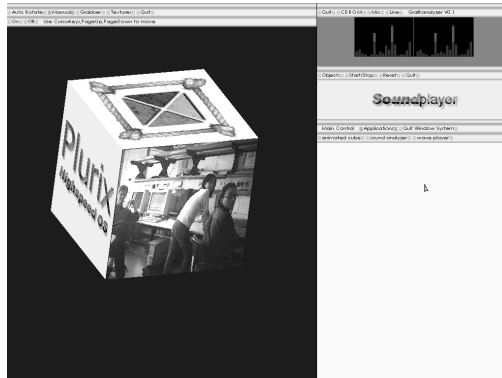 Auto Rotate Manual Grabber Texture Quit
On Off Use Cursorkeys,PageUp,PageDown to move
PluriX
Highspeed OS
Quit CDROM Mic Line Grafikanalyzer V0.1
Objects Start/Stop Reset Quit
Soundplayer
Main Control Applications Quit Window System
animated cube sound analyzer wave player